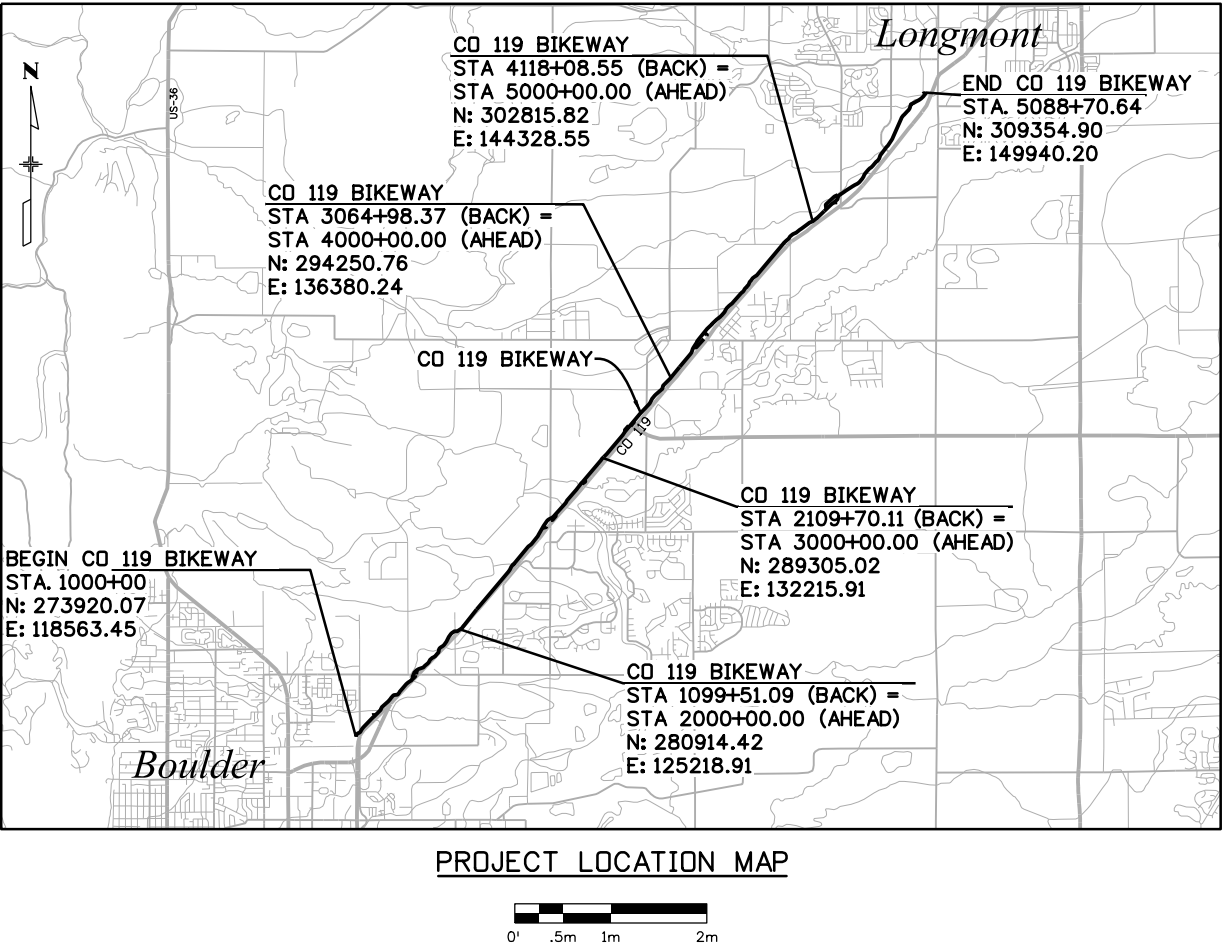 Longmont
CO 119 BIKEWAY
STA 4118+08.55 (BACK) =
STA 5000+00.00 (AHEAD)
N: 302815.82
E: 144328.55
END CO 119 BIKEWAY
STA. 5088+70.64
N: 309354.90
E: 149940.20
N
US-36
CO 119 BIKEWAY
STA 3064+98.37 (BACK) =
STA 4000+00.00 (AHEAD)
N: 294250.76
E: 136380.24
CO 119 BIKEWAY
CO 119
CO 119 BIKEWAY
STA 2109+70.11 (BACK) =
STA 3000+00.00 (AHEAD)
N: 289305.02
E: 132215.91
BEGIN CO 119 BIKEWAY
STA. 1000+00
N: 273920.07
E: 118563.45
CO 119 BIKEWAY
STA 1099+51.09 (BACK) =
STA 2000+00.00 (AHEAD)
N: 280914.42
E: 125218.91
Boulder
PROJECT LOCATION MAP
0' .5m 1m 2m